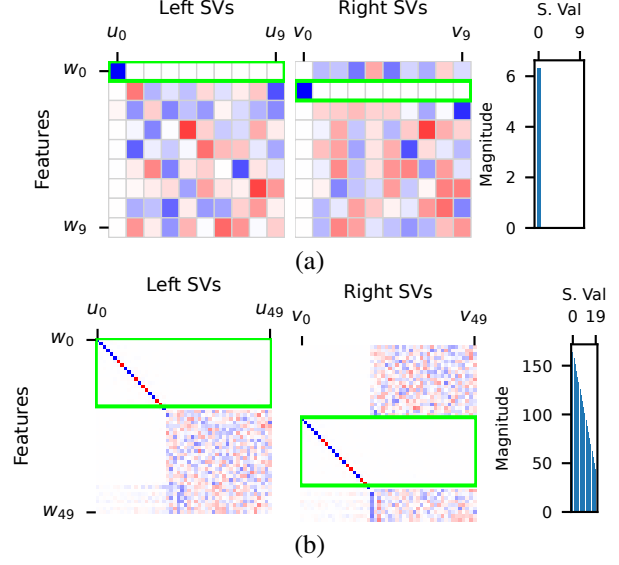 Left SVs
Right SVs
S. Val
u0 u9
v0 v9
0 9
w0
w9
Features
Magnitude
6
4
2
0
(a)
Left SVs
Right SVs
S. Val
u0 u49
v0 v49
0 19
w0
w49
Features
Magnitude
150
100
50
0
(b)